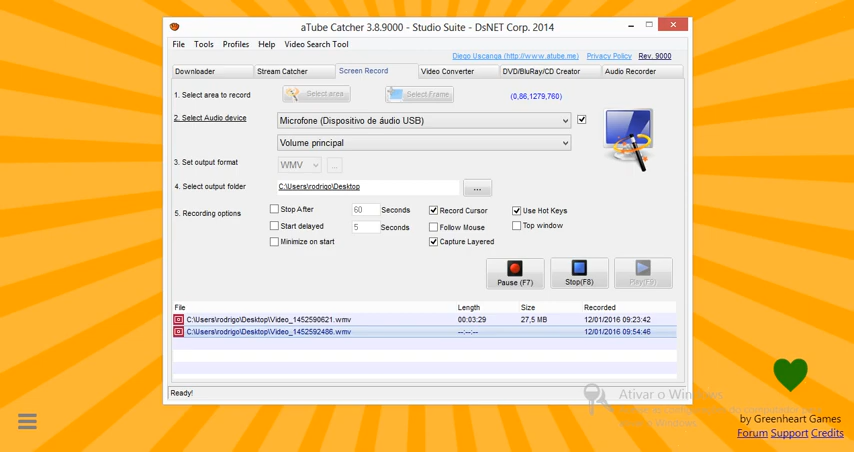 aTube Catcher 3.8.9000 - Studio Suite - DsNET Corp. 2014
File Tools Profiles Help Video Search Tool
Diego Uscanga (http://www.atube.me) Privacy Policy Rev. 9000
Downloader Stream Catcher Screen Record Video Converter DVD/BluRay/CD Creator Audio Recorder
1. Select area to record Select area Select Frame (0,86,1279,760)
2. Select Audio device Microfone (Dispositivo de áudio USB)
Volume principal
3. Set output format WMV ...
4. Select output folder C:\Users\rodrigo\Desktop ...
5. Recording options Stop After 60 Seconds Record Cursor Use Hot Keys
Start delayed 5 Seconds Follow Mouse Top window
Minimize on start Capture Layered
Pause (F7) Stop(F8) Play(F9)
File Length Size Recorded
C:\Users\rodrigo\Desktop\Video_1452590621.wmv 00:03:29 27,5 MB 12/01/2016 09:23:42
C:\Users\rodrigo\Desktop\Video_1452592486.wmv --:--:-- 12/01/2016 09:54:46
Ready!
Ativar o Windows
by Greenheart Games
Forum Support Credits